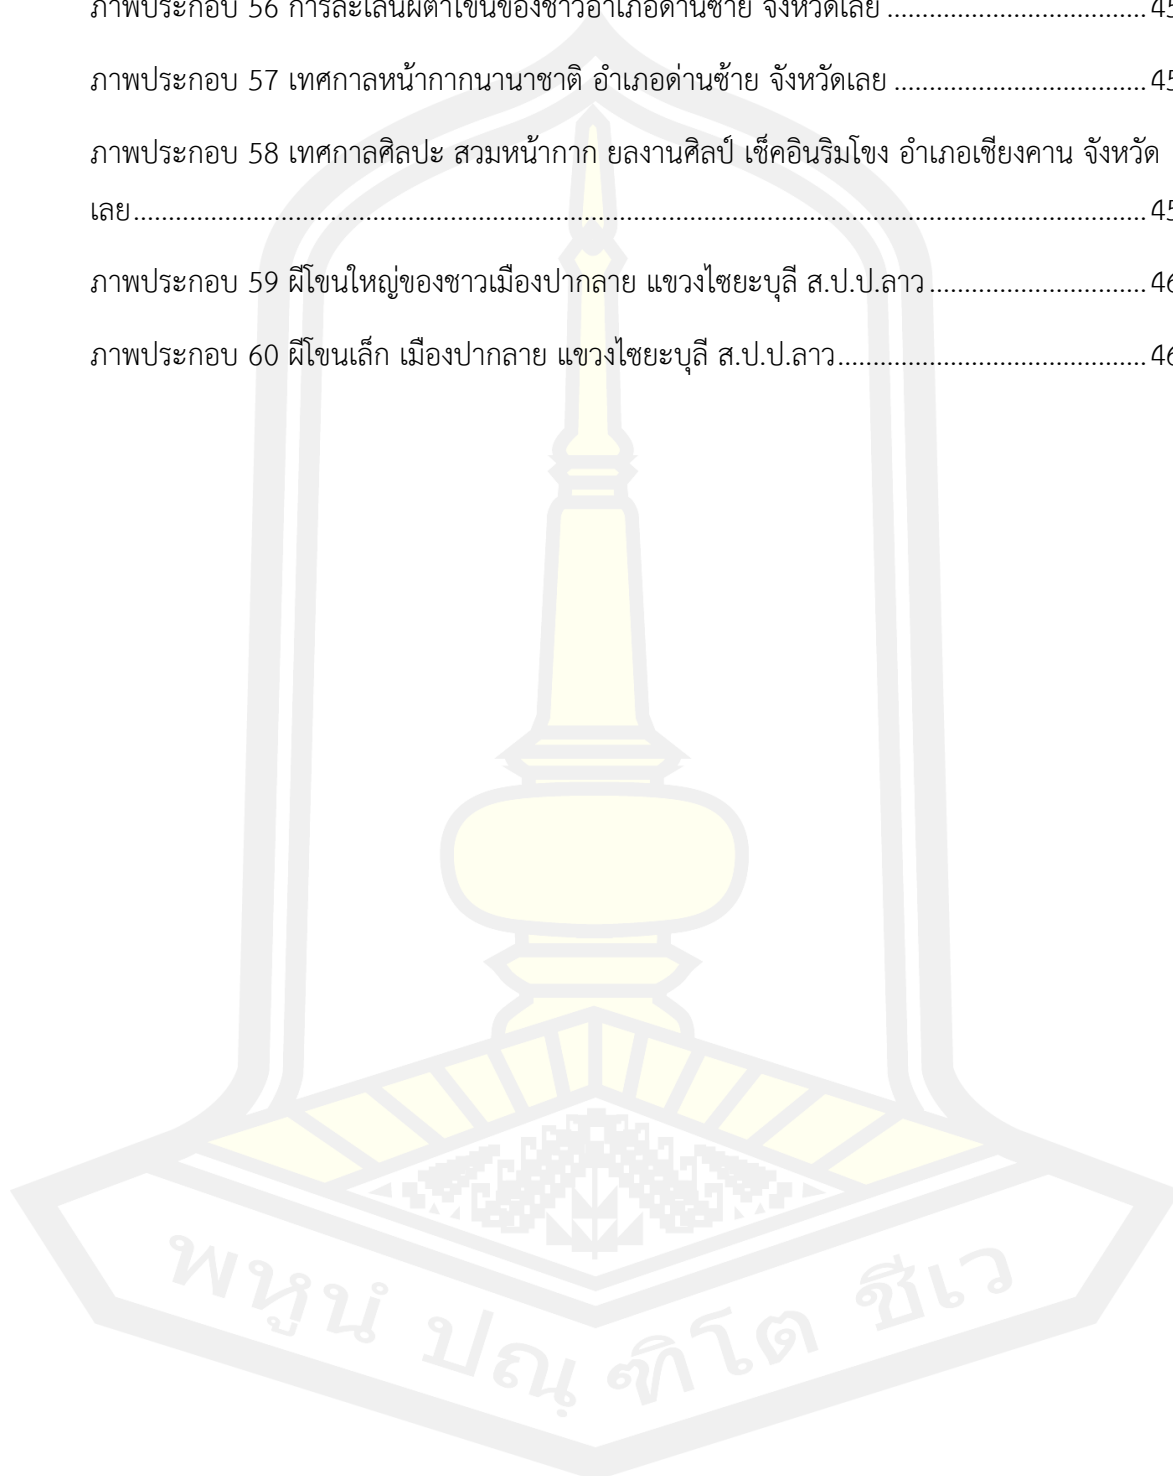 ภาพประกอบ 56 การละเล่นผีตาโขนของชาวอำเภอด่านซ้าย จังหวัดเลย ................................... 45
ภาพประกอบ 57 เทศกาลหน้ากากนานาชาติ อำเภอด่านซ้าย จังหวัดเลย ................................... 45
ภาพประกอบ 58 เทศกาลศิลปะ สวมหน้ากาก ยลงานศิลป์ เช็คอินริมโขง อำเภอเชียงคาน จังหวัด
เลย ................................... 45
ภาพประกอบ 59 ผีโขนใหญ่ของชาวเมืองปากลาย แขวงไซยะบุลี ส.ป.ป.ลาว ................................... 46
ภาพประกอบ 60 ผีโขนเล็ก เมืองปากลาย แขวงไซยะบุลี ส.ป.ป.ลาว ................................... 46
พหูนํ ปณฺฑิโต ชีเว